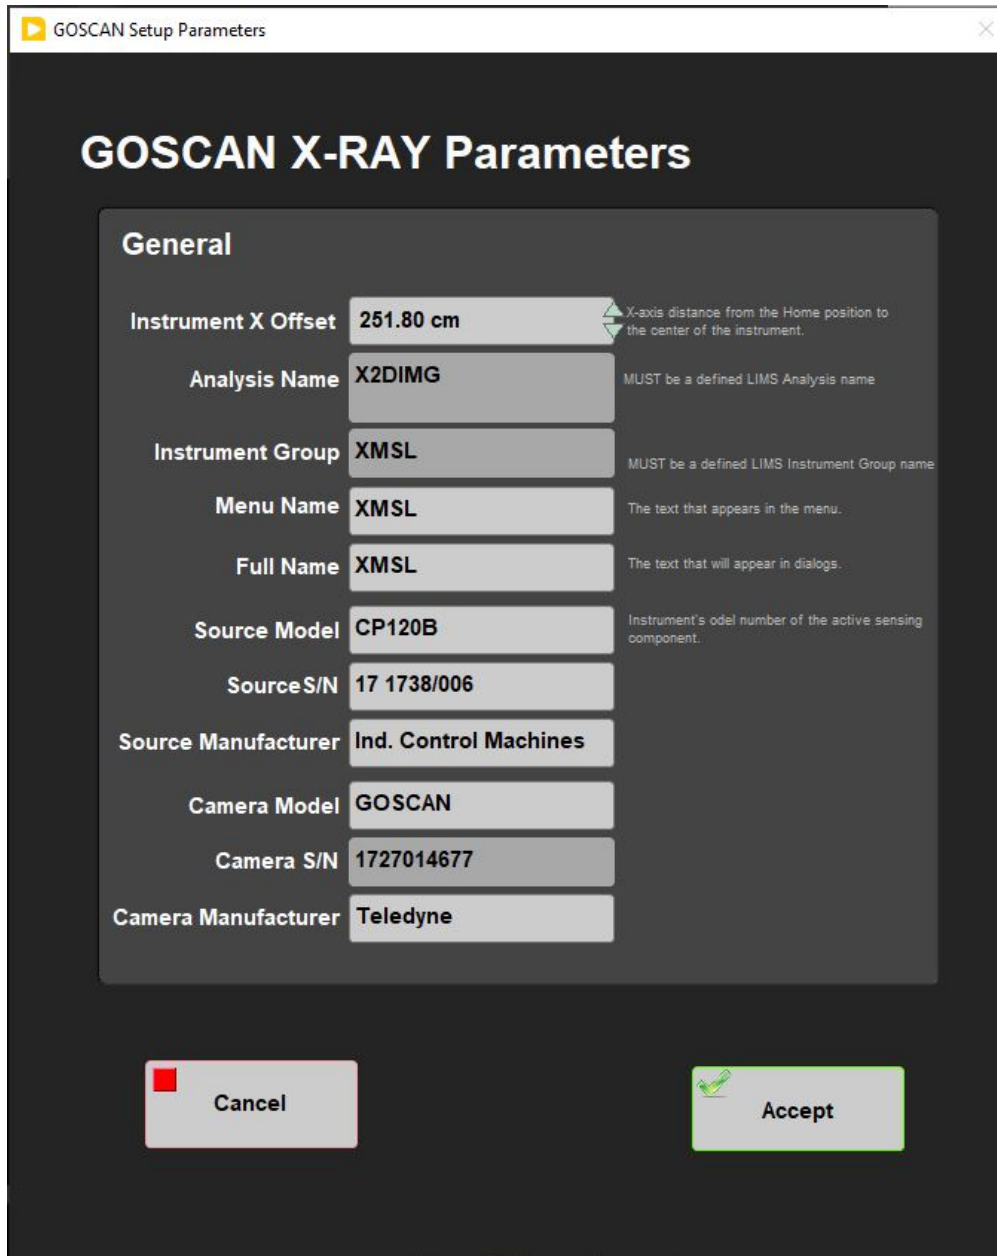 GOSCAN Setup Parameters
GOSCAN X-RAY Parameters
General
Instrument X Offset 251.80 cm X-axis distance from the Home position to
the center of the instrument.
Analysis Name X2DIMG MUST be a defined LIMS Analysis name
Instrument Group XMSL MUST be a defined LIMS Instrument Group name
Menu Name XMSL The text that appears in the menu.
Full Name XMSL The text that will appear in dialogs.
Source Model CP120B Instrument's odel number of the active sensing
component.
Source S/N 17 1738/006
Source Manufacturer Ind. Control Machines
Camera Model GOSCAN
Camera S/N 1727014677
Camera Manufacturer Teledyne
Cancel Accept